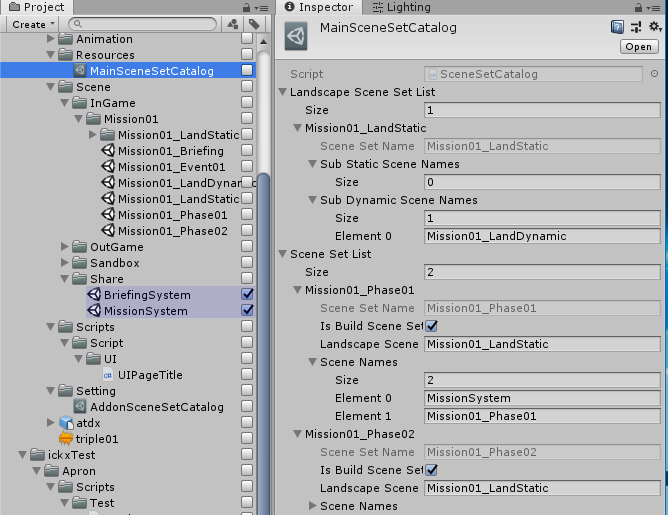 Project
Create
Animation
Resources
MainSceneSetCatalog
Scene
InGame
Mission01
Mission01_LandStatic
Mission01_Briefing
Mission01_Event01
Mission01_LandDynamic
Mission01_LandStatic
Mission01_Phase01
Mission01_Phase02
OutGame
Sandbox
Share
BriefingSystem
MissionSystem
Scripts
Script
UI
UIPageTitle
Setting
AddonSceneSetCatalog
atdx
triple01
ickxTest
Apron
Scripts
Test
Inspector
Lighting
MainSceneSetCatalog
Open
Script SceneSetCatalog
Landscape Scene Set List
Size 1
Mission01_LandStatic
Scene Set Name Mission01_LandStatic
Sub Static Scene Names
Size 0
Sub Dynamic Scene Names
Size 1
Element 0 Mission01_LandDynamic
Scene Set List
Size 2
Mission01_Phase01
Scene Set Name Mission01_Phase01
Is Build Scene Set
Landscape Scene Mission01_LandStatic
Scene Names
Size 2
Element 0 MissionSystem
Element 1 Mission01_Phase01
Mission01_Phase02
Scene Set Name Mission01_Phase02
Is Build Scene Set
Landscape Scene Mission01_LandStatic
Scene Names